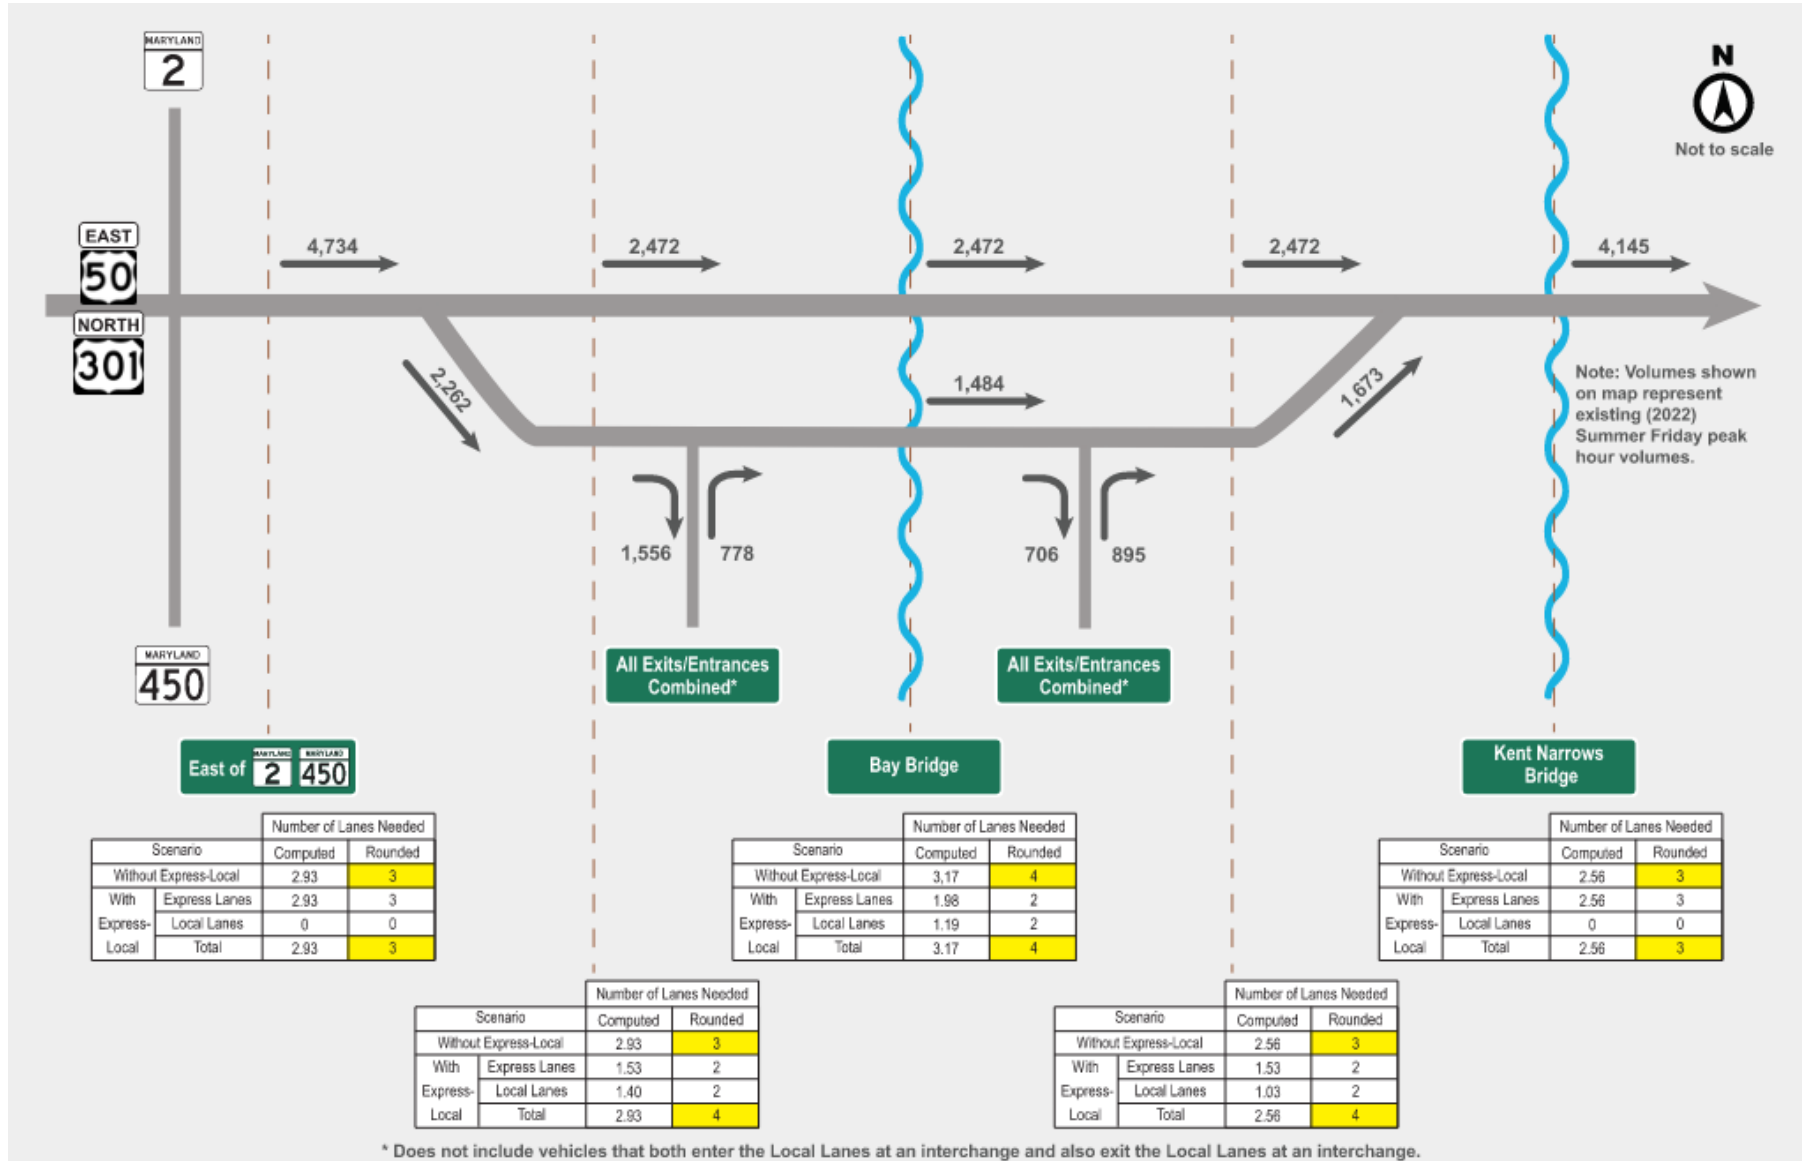 MARYLAND
2
N
Not to scale
EAST
50
NORTH
301
4,734
2,472
2,472
2,472
4,145
2,262
1,484
1,673
Note: Volumes shown
on map represent
existing (2022)
Summer Friday peak
hour volumes.
1,556
778
706
895
MARYLAND
450
All Exits/Entrances
Combined*
All Exits/Entrances
Combined*
East of MARYLAND 2 MARYLAND 450
Bay Bridge
Kent Narrows
Bridge
Number of Lanes Needed
Scenario Computed Rounded
Without Express-Local 2.93 3
With Express Lanes 2.93 3
Express- Local Lanes 0 0
Local Total 2.93 3
Number of Lanes Needed
Scenario Computed Rounded
Without Express-Local 3,17 4
With Express Lanes 1.98 2
Express- Local Lanes 1.19 2
Local Total 3.17 4
Number of Lanes Needed
Scenario Computed Rounded
Without Express-Local 2.56 3
With Express Lanes 2.56 3
Express- Local Lanes 0 0
Local Total 2.56 3
Number of Lanes Needed
Scenario Computed Rounded
Without Express-Local 2.93 3
With Express Lanes 1.53 2
Express- Local Lanes 1.40 2
Local Total 2.93 4
Number of Lanes Needed
Scenario Computed Rounded
Without Express-Local 2.56 3
With Express Lanes 1.53 2
Express- Local Lanes 1.03 2
Local Total 2.56 4
* Does not include vehicles that both enter the Local Lanes at an interchange and also exit the Local Lanes at an interchange.